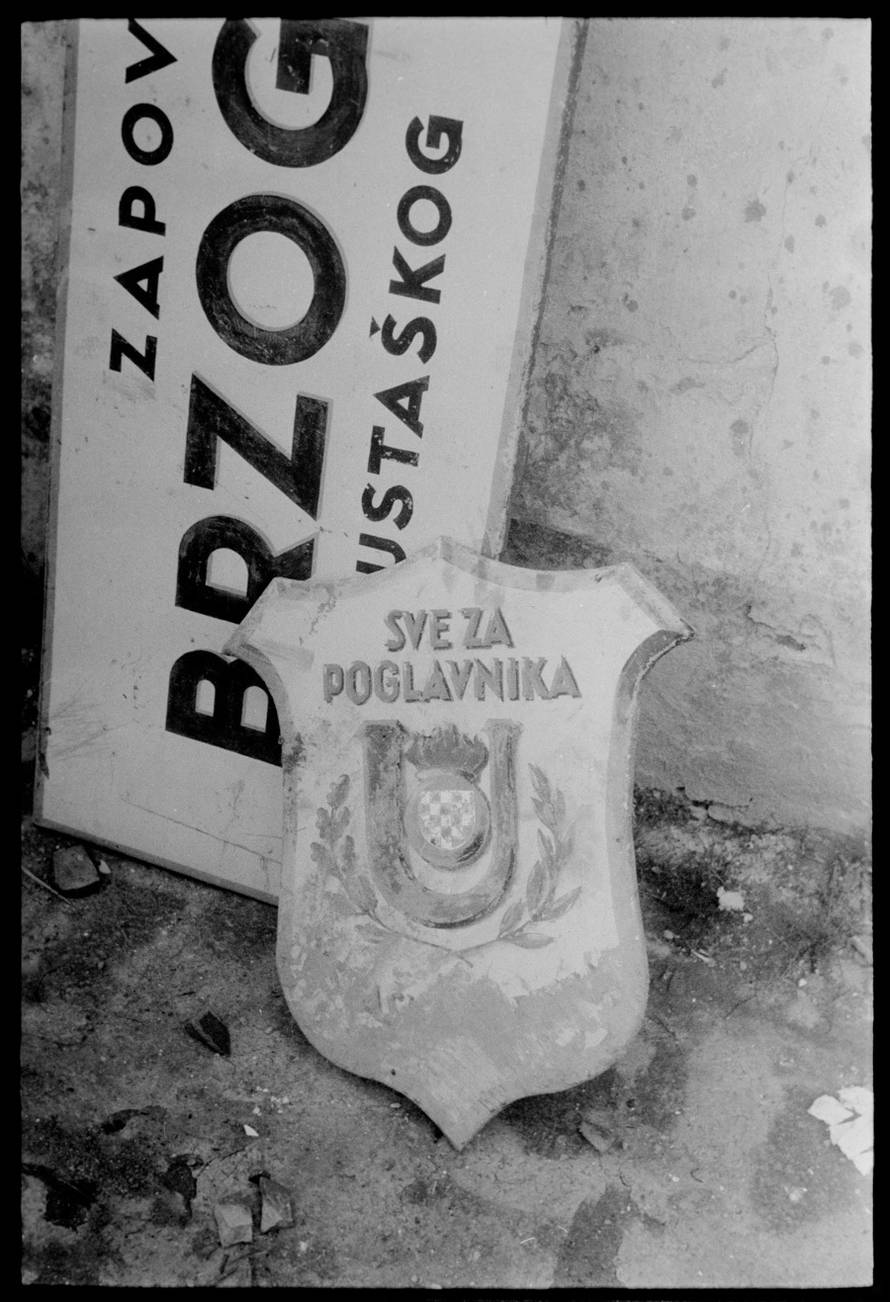 ZAPOV
BRZOG
USTAŠKOG
SVE ZA
POGLAVNIKA
U